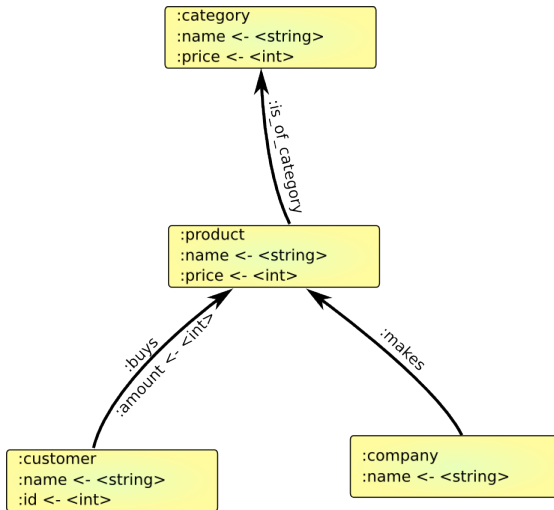 :category
:name <- <string>
:price <- <int>
:is_of_category
:product
:name <- <string>
:price <- <int>
:buys
:amount <- <int>
:makes
:customer
:name <- <string>
:id <- <int>
:company
:name <- <string>